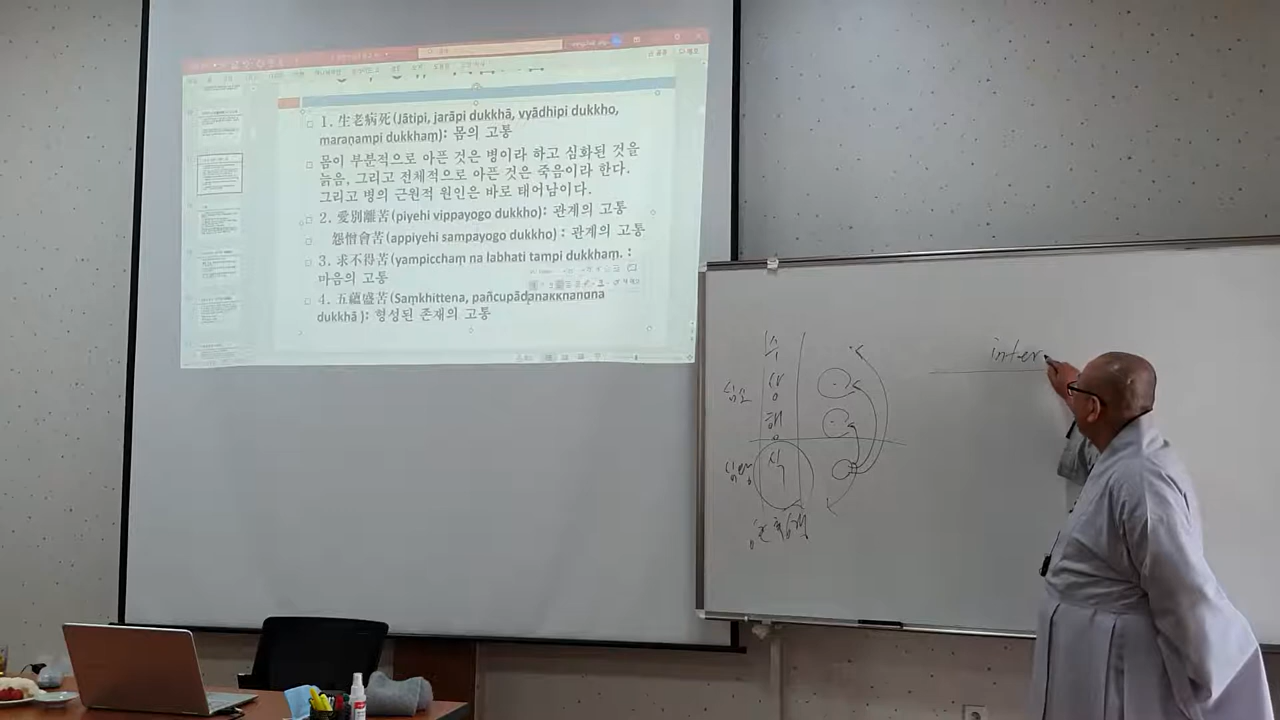 □ 1. 生老病死(Jātipi, jarāpi dukkhā, vyādhipi dukkho,
maraṇampi dukkhaṃ): 몸의 고통
□ 몸이 부분적으로 아픈 것은 병이라 하고 심화된 것을
늙음, 그리고 전체적으로 아픈 것은 죽음이라 한다.
그리고 병의 근원적 원인은 바로 태어남이다.
□ 2. 愛別離苦(piyehi vippayogo dukkho): 관계의 고통
□ 怨憎會苦(appiyehi sampayogo dukkho) : 관계의 고통
□ 3. 求不得苦(yampicchaṃ na labhati tampi dukkhaṃ. :
마음의 고통
□ 4. 五蘊盛苦(Saṃkhittena, pañcupādānakkhandhā
dukkhā ): 형성된 존재의 고통
수
상
심소
행
식
심왕
inter